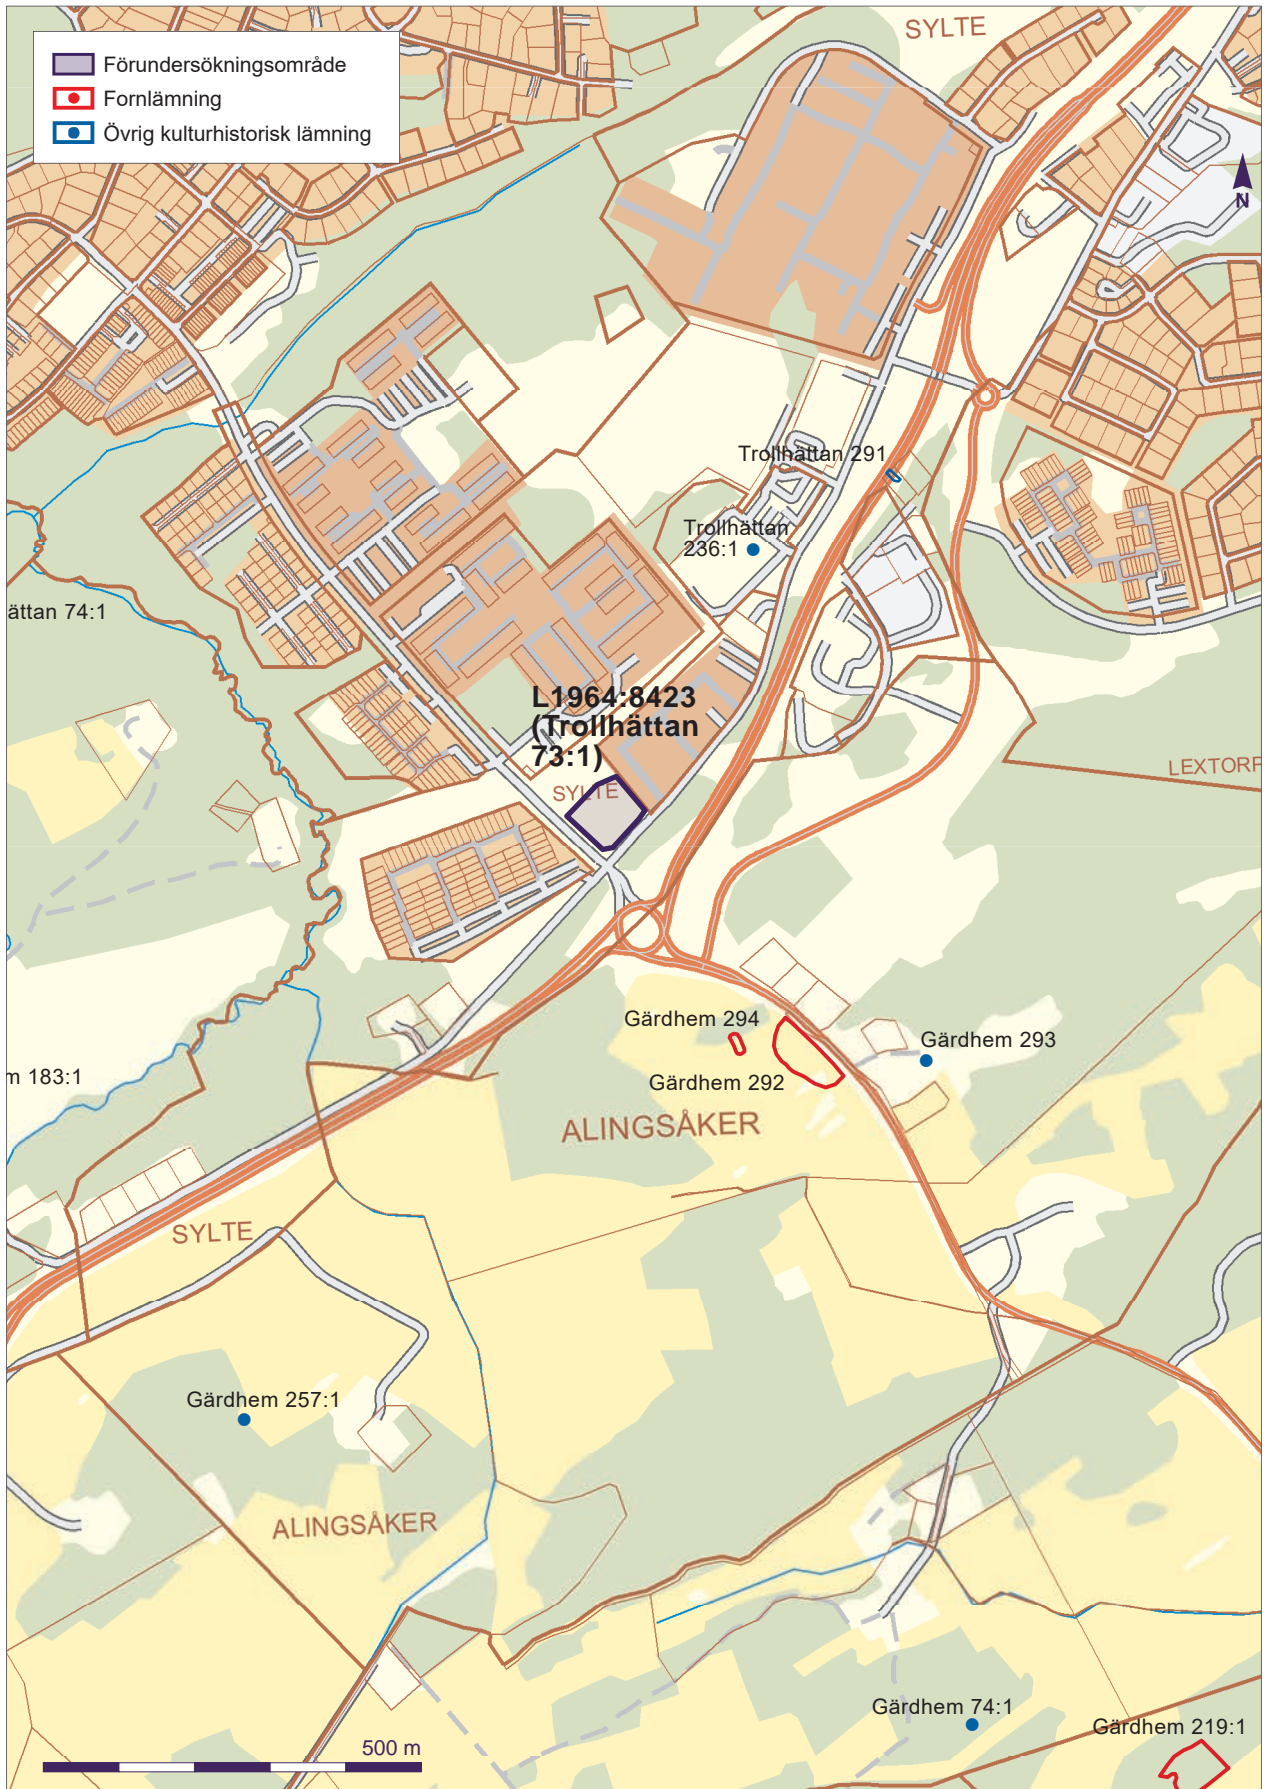 SYLTE
Förundersökningsområde
Fornlämning
Övrig kulturhistorisk lämning
N
Trollhättan 291
Trollhättan
236:1
ättan 74:1
L1964:8423
(Trollhättan
73:1)
LEXTORP
SYLTE
Gärdhem 294
Gärdhem 293
m 183:1
Gärdhem 292
ALINGSÅKER
SYLTE
Gärdhem 257:1
ALINGSÅKER
Gärdhem 74:1
Gärdhem 219:1
500 m